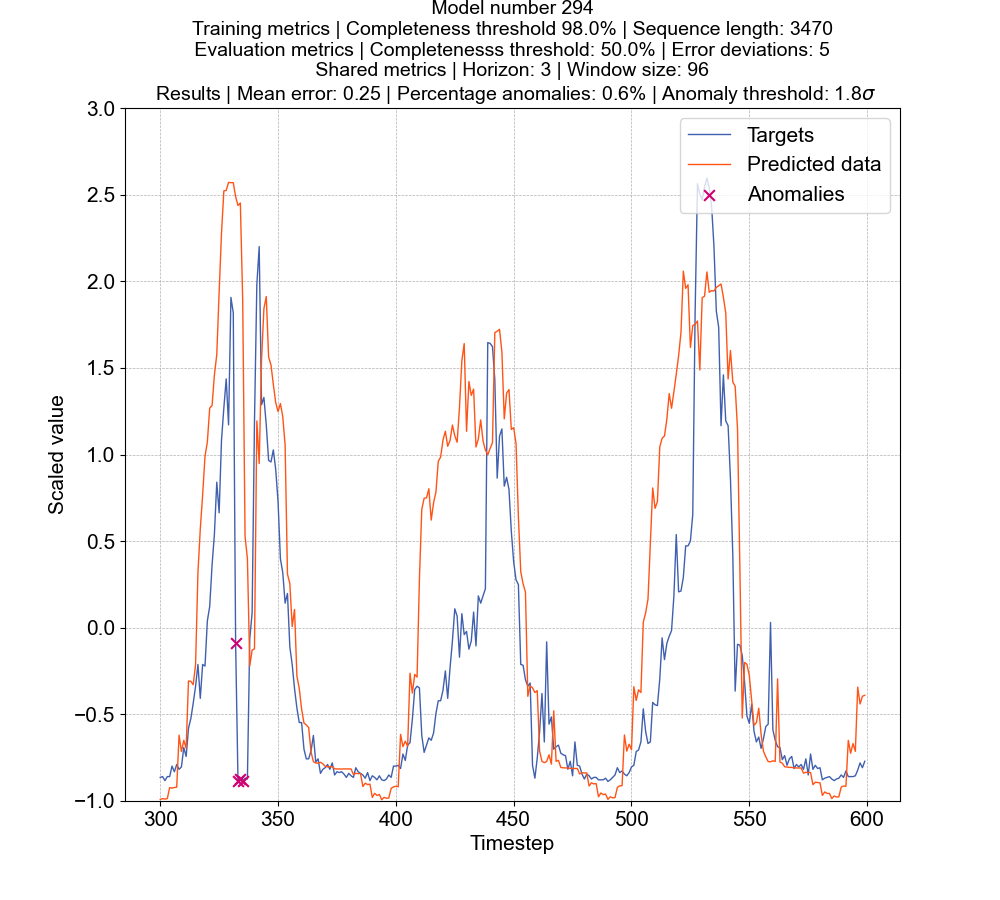 Model number 294
Training metrics | Completeness threshold 98.0% | Sequence length: 3470
Evaluation metrics | Completenesss threshold: 50.0% | Error deviations: 5
Shared metrics | Horizon: 3 | Window size: 96
Results | Mean error: 0.25 | Percentage anomalies: 0.6% | Anomaly threshold: 1.8σ
Targets
Predicted data
Anomalies
3.0
2.5
2.0
1.5
1.0
0.5
0.0
−0.5
−1.0
Scaled value
300
350
400
450
500
550
600
Timestep